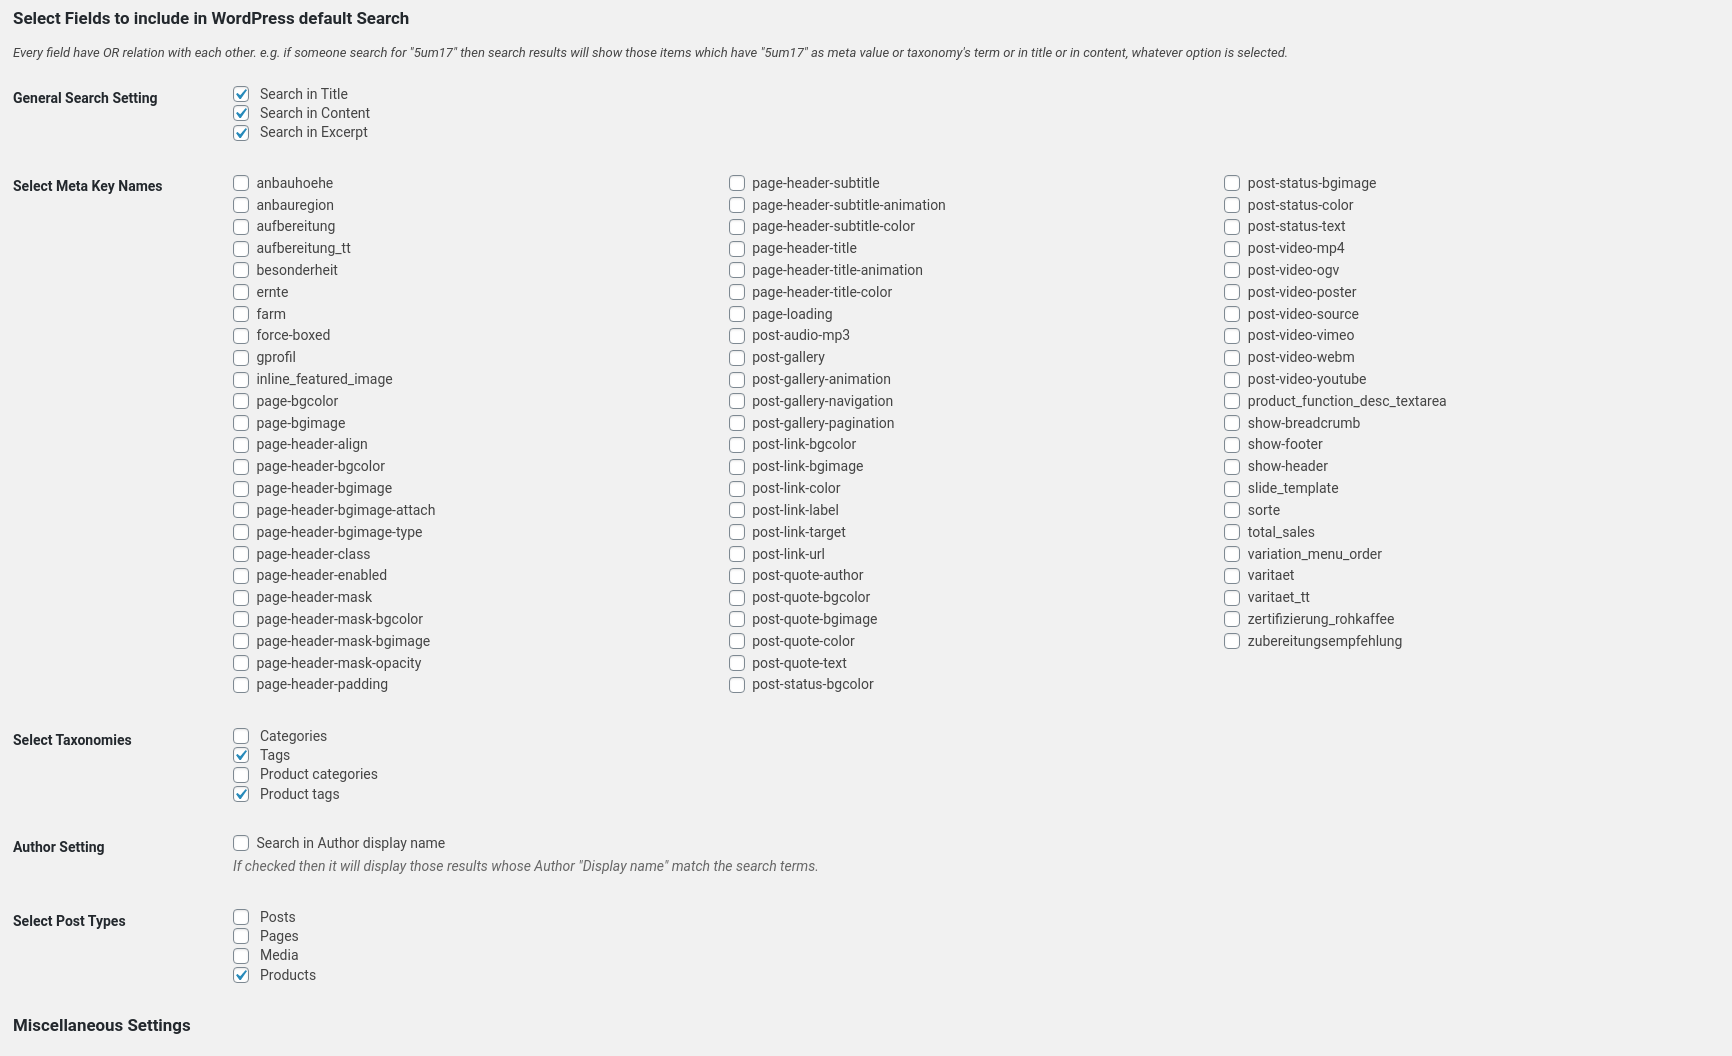 Select Fields to include in WordPress default Search
Every field have OR relation with each other. e.g. if someone search for "5um17" then search results will show those items which have "5um17" as meta value or taxonomy's term or in title or in content, whatever option is selected.
General Search Setting
Search in Title
Search in Content
Search in Excerpt
Select Meta Key Names
anbauhoehe
anbauregion
aufbereitung
aufbereitung_tt
besonderheit
ernte
farm
force-boxed
gprofil
inline_featured_image
page-bgcolor
page-bgimage
page-header-align
page-header-bgcolor
page-header-bgimage
page-header-bgimage-attach
page-header-bgimage-type
page-header-class
page-header-enabled
page-header-mask
page-header-mask-bgcolor
page-header-mask-bgimage
page-header-mask-opacity
page-header-padding
page-header-subtitle
page-header-subtitle-animation
page-header-subtitle-color
page-header-title
page-header-title-animation
page-header-title-color
page-loading
post-audio-mp3
post-gallery
post-gallery-animation
post-gallery-navigation
post-gallery-pagination
post-link-bgcolor
post-link-bgimage
post-link-color
post-link-label
post-link-target
post-link-url
post-quote-author
post-quote-bgcolor
post-quote-bgimage
post-quote-color
post-quote-text
post-status-bgcolor
post-status-bgimage
post-status-color
post-status-text
post-video-mp4
post-video-ogv
post-video-poster
post-video-source
post-video-vimeo
post-video-webm
post-video-youtube
product_function_desc_textarea
show-breadcrumb
show-footer
show-header
slide_template
sorte
total_sales
variation_menu_order
varitaet
varitaet_tt
zertifizierung_rohkaffee
zubereitungsempfehlung
Select Taxonomies
Categories
Tags
Product categories
Product tags
Author Setting
Search in Author display name
If checked then it will display those results whose Author "Display name" match the search terms.
Select Post Types
Posts
Pages
Media
Products
Miscellaneous Settings